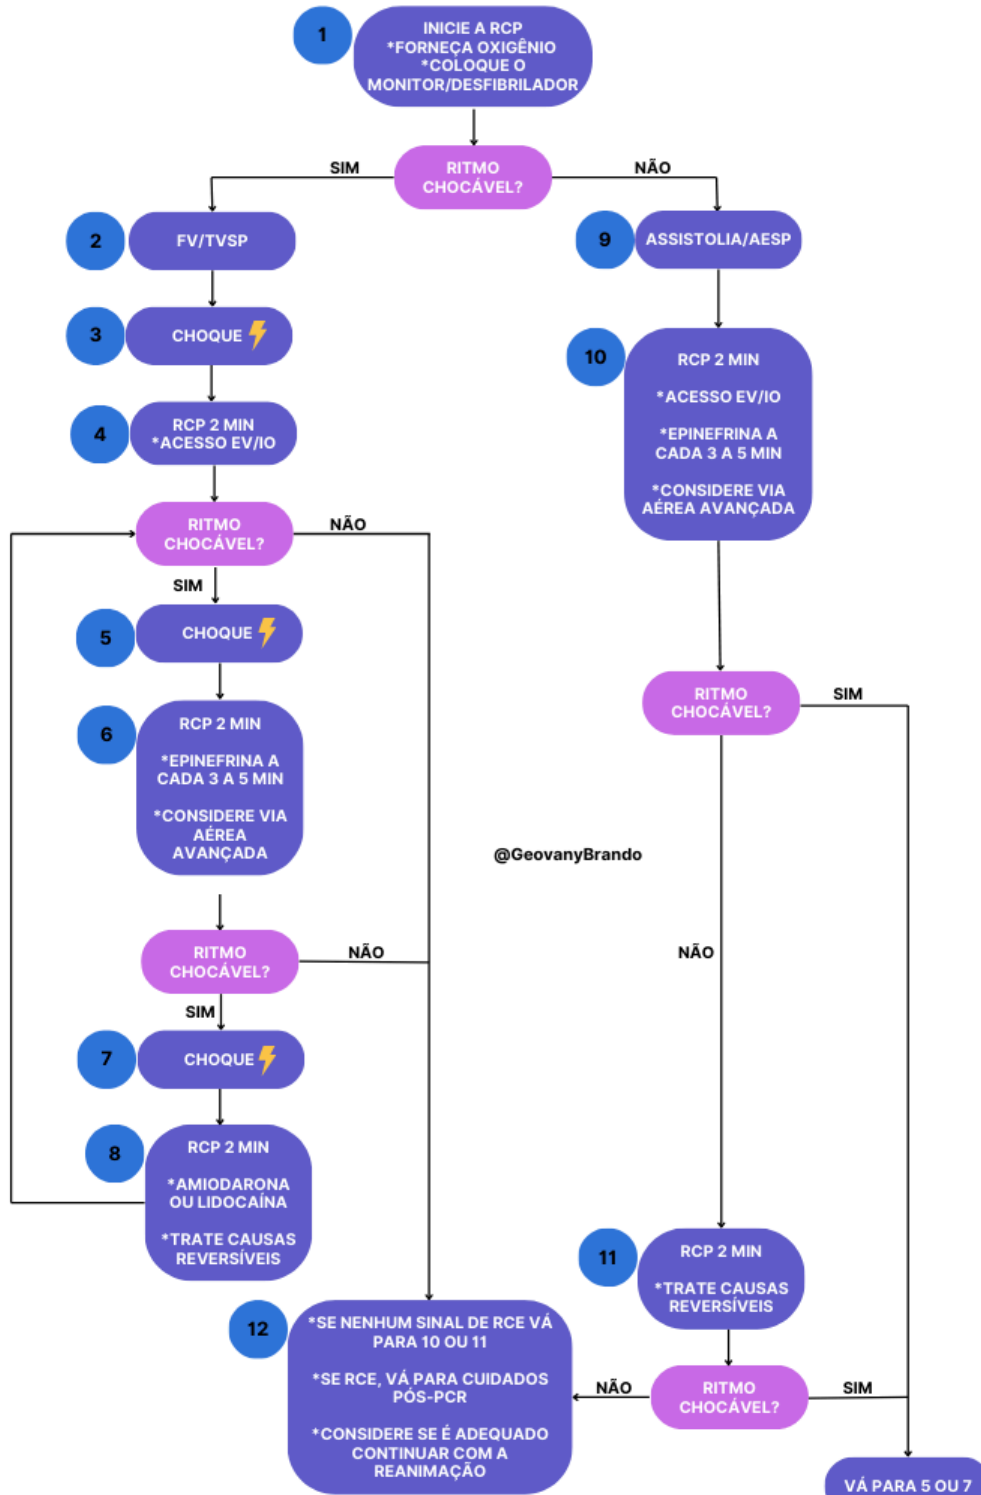 1
INICIE A RCP
*FORNEÇA OXIGÊNIO
*COLOQUE O
MONITOR/DESFIBRILADOR
RITMO
CHOCÁVEL?
SIM
NÃO
2
FV/TVSP
3
CHOQUE
4
RCP 2 MIN
*ACESSO EV/IO
RITMO
CHOCÁVEL?
NÃO
SIM
5
CHOQUE
6
RCP 2 MIN
*EPINEFRINA A
CADA 3 A 5 MIN
*CONSIDERE VIA
AÉREA
AVANÇADA
RITMO
CHOCÁVEL?
NÃO
SIM
7
CHOQUE
8
RCP 2 MIN
*AMIODARONA
OU LIDOCAÍNA
*TRATE CAUSAS
REVERSÍVEIS
9
ASSISTOLIA/AESP
10
RCP 2 MIN
*ACESSO EV/IO
*EPINEFRINA A
CADA 3 A 5 MIN
*CONSIDERE VIA
AÉREA AVANÇADA
RITMO
CHOCÁVEL?
SIM
@GeovanyBrando
NÃO
11
RCP 2 MIN
*TRATE CAUSAS
REVERSÍVEIS
RITMO
CHOCÁVEL?
NÃO
SIM
12
*SE NENHUM SINAL DE RCE VÁ
PARA 10 OU 11
*SE RCE, VÁ PARA CUIDADOS
PÓS-PCR
*CONSIDERE SE É ADEQUADO
CONTINUAR COM A
REANIMAÇÃO
VÁ PARA 5 OU 7